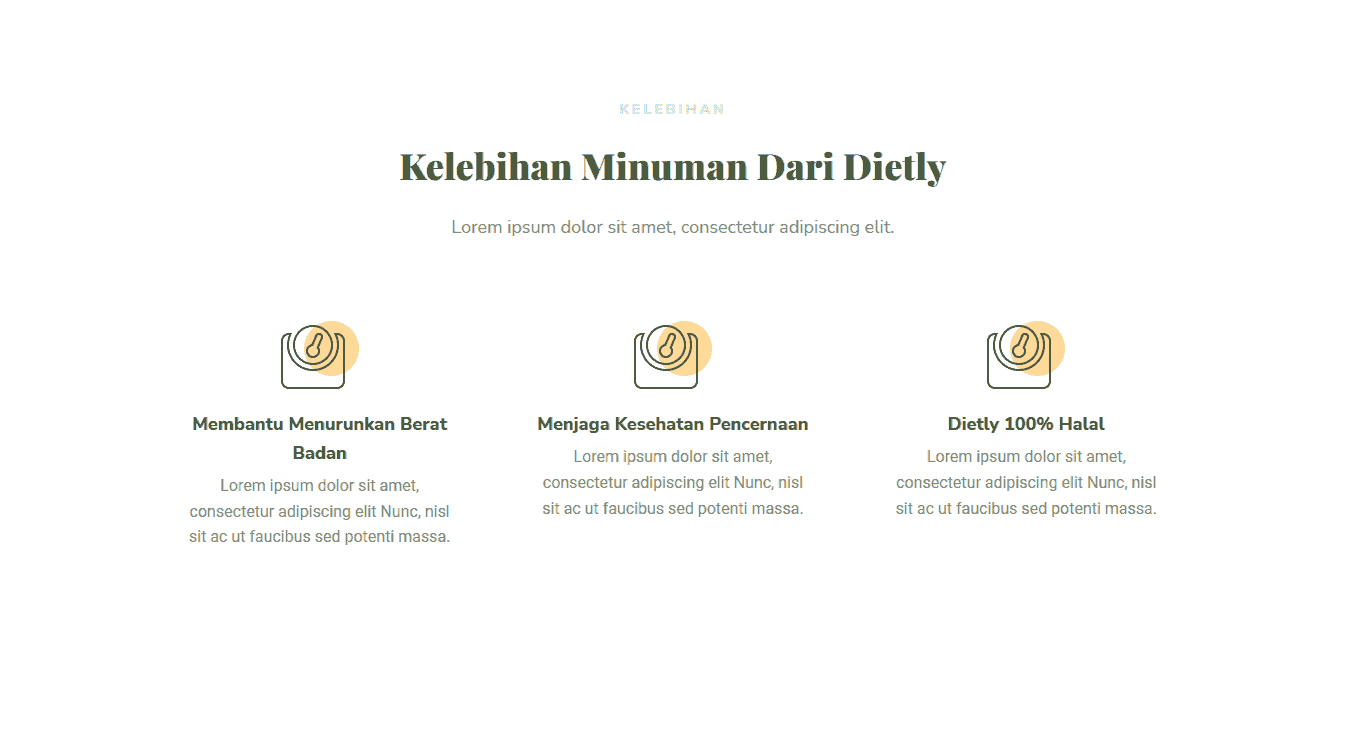 KELEBIHAN
Kelebihan Minuman Dari Dietly
Lorem ipsum dolor sit amet, consectetur adipiscing elit.
Membantu Menurunkan Berat
Badan
Lorem ipsum dolor sit amet,
consectetur adipiscing elit Nunc, nisl
sit ac ut faucibus sed potenti massa.
Menjaga Kesehatan Pencernaan
Lorem ipsum dolor sit amet,
consectetur adipiscing elit Nunc, nisl
sit ac ut faucibus sed potenti massa.
Dietly 100% Halal
Lorem ipsum dolor sit amet,
consectetur adipiscing elit Nunc, nisl
sit ac ut faucibus sed potenti massa.